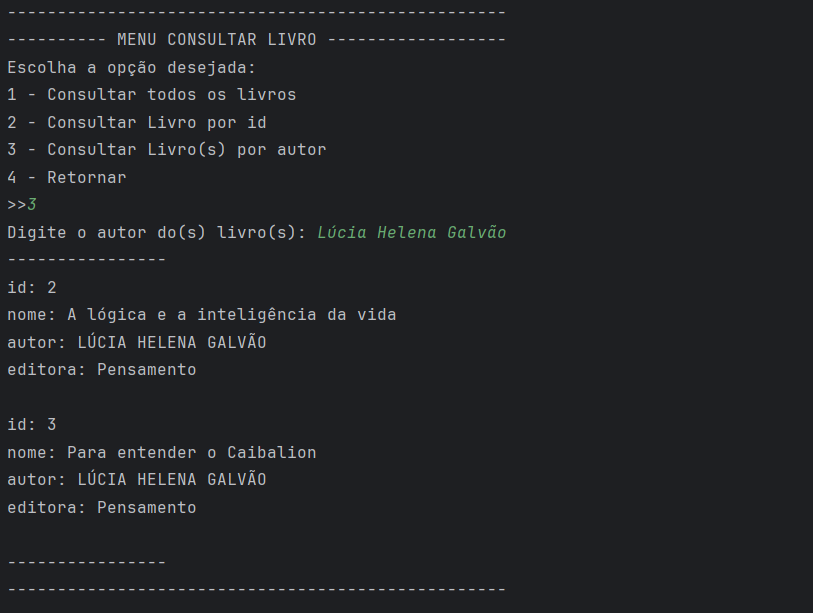 --------------------------------------------------
---------- MENU CONSULTAR LIVRO ------------------
Escolha a opção desejada:
1 - Consultar todos os livros
2 - Consultar Livro por id
3 - Consultar Livro(s) por autor
4 - Retornar
>>3
Digite o autor do(s) livro(s): Lúcia Helena Galvão
----------------
id: 2
nome: A lógica e a inteligência da vida
autor: LÚCIA HELENA GALVÃO
editora: Pensamento
id: 3
nome: Para entender o Caibalion
autor: LÚCIA HELENA GALVÃO
editora: Pensamento
----------------
--------------------------------------------------